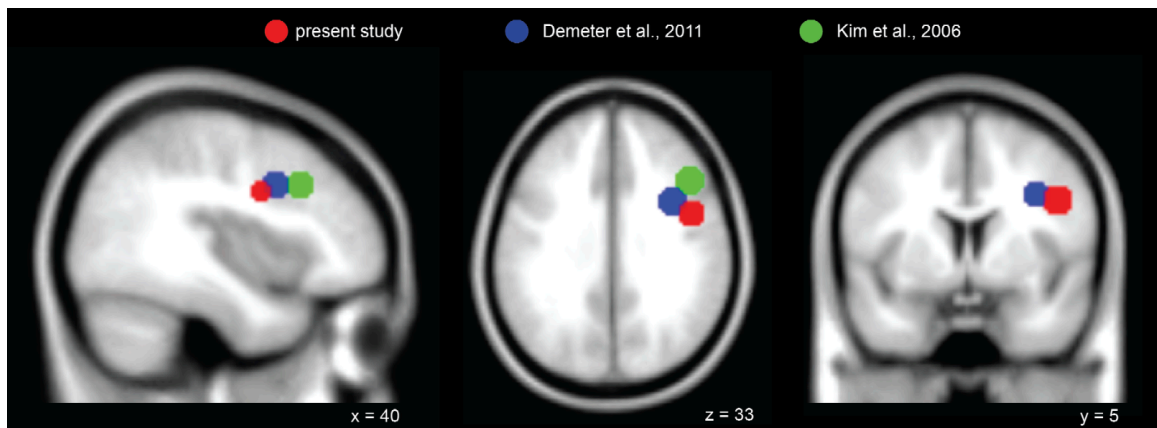 present study
Demeter et al., 2011
Kim et al., 2006
x = 40
z = 33
y = 5